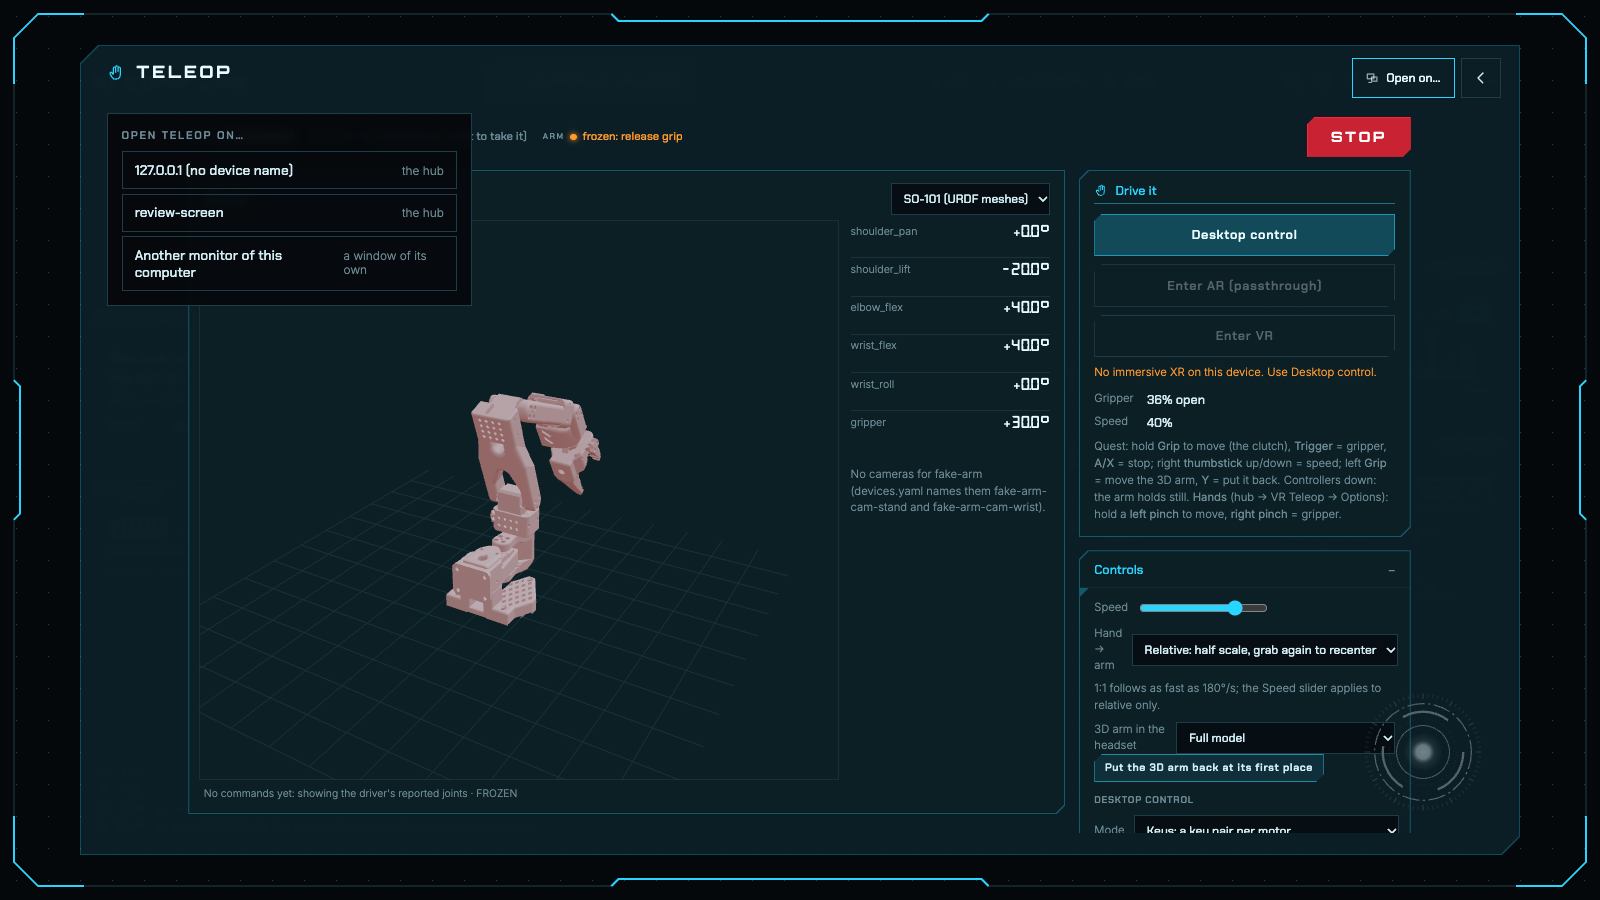 TELEOP
Open on...
OPEN TELEOP ON...
127.0.0.1 (no device name) the hub
review-screen the hub
Another monitor of this computer a window of its own
t to take it) ARM frozen: release grip
STOP
SO-101 (URDF meshes)
shoulder_pan +0.0°
shoulder_lift -20.0°
elbow_flex +40.0°
wrist_flex +40.0°
wrist_roll +0.0°
gripper +30.0°
No cameras for fake-arm
(devices.yaml names them fake-arm-
cam-stand and fake-arm-cam-wrist).
No commands yet: showing the driver's reported joints · FROZEN
Drive it
Desktop control
Enter AR (passthrough)
Enter VR
No immersive XR on this device. Use Desktop control.
Gripper 36% open
Speed 40%
Quest: hold Grip to move (the clutch), Trigger = gripper,
A/X = stop; right thumbstick up/down = speed; left Grip
= move the 3D arm, Y = put it back. Controllers down:
the arm holds still. Hands (hub → VR Teleop → Options):
hold a left pinch to move, right pinch = gripper.
Controls –
Speed
Hand → arm Relative: half scale, grab again to recenter
1:1 follows as fast as 180°/s; the Speed slider applies to
relative only.
3D arm in the headset Full model
Put the 3D arm back at its first place
DESKTOP CONTROL
Mode Keys: a key pair per motor